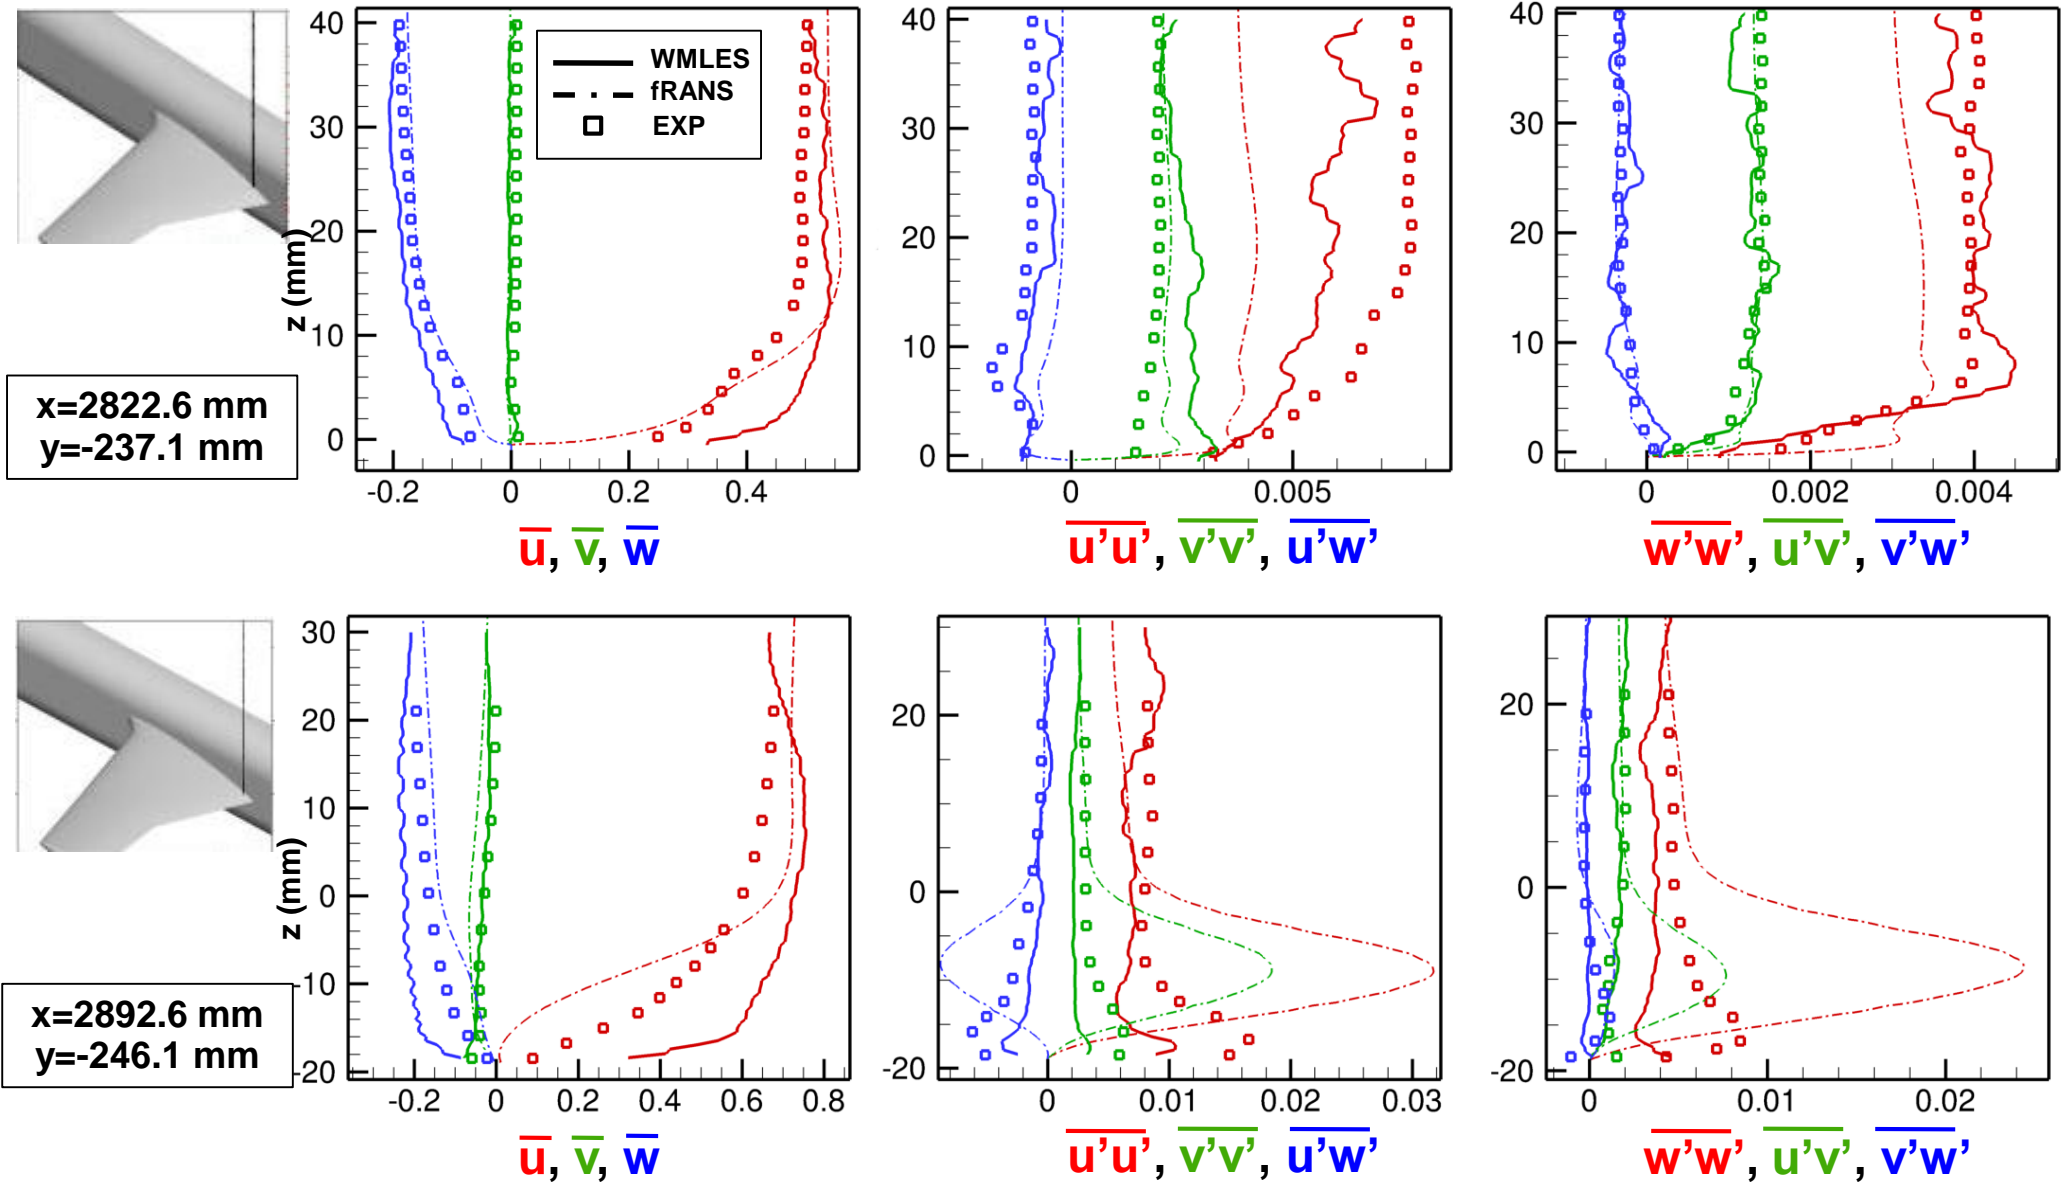 40
30
20
10
0
z (mm)
-0.2 0 0.2 0.4
u, v, w
WMLES
fRANS
EXP
x=2822.6 mm
y=-237.1 mm
40
30
20
10
0
0 0.005
u’u’, v’v’, u’w’
40
30
20
10
0
0 0.002 0.004
w’w’, u’v’, v’w’
30
20
10
0
-10
-20
z (mm)
-0.2 0 0.2 0.4 0.6 0.8
u, v, w
x=2892.6 mm
y=-246.1 mm
20
0
-20
0 0.01 0.02 0.03
u’u’, v’v’, u’w’
20
0
-20
0 0.01 0.02
w’w’, u’v’, v’w’